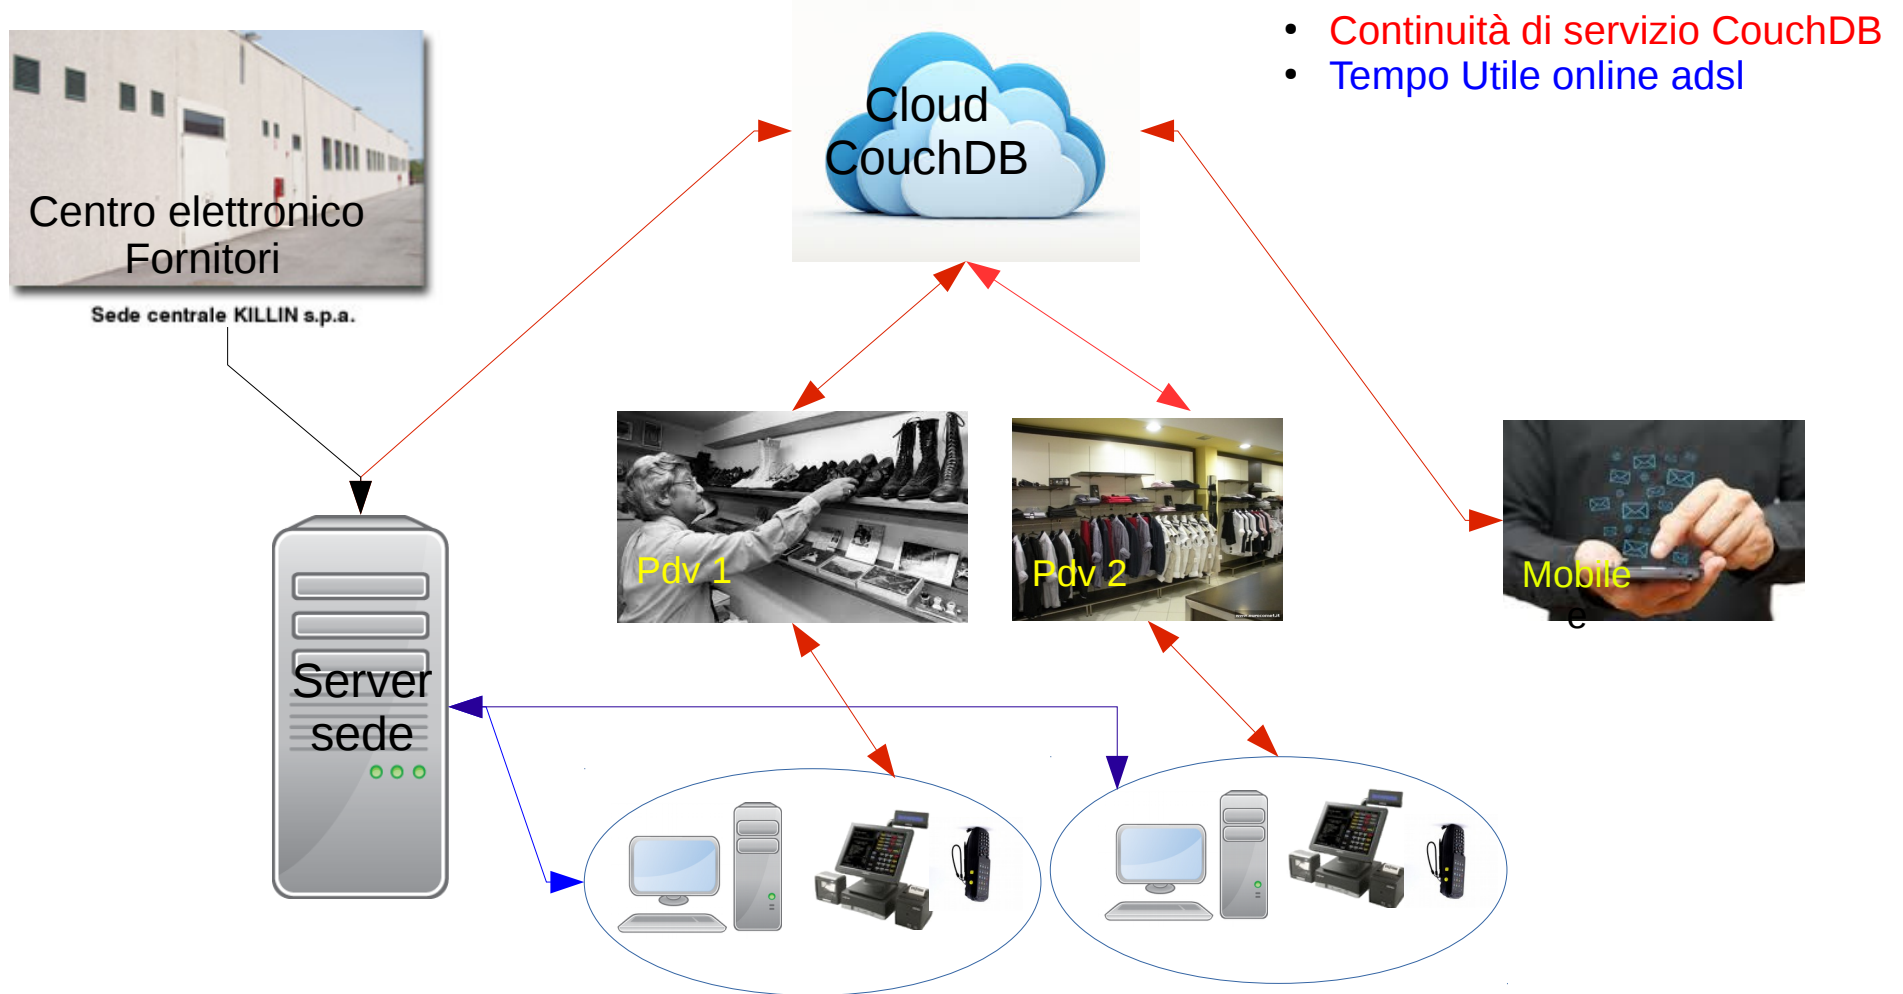 Continuità di servizio CouchDB
Tempo Utile online adsl
Cloud
CouchDB
Centro elettronico
Fornitori
Sede centrale KILLIN s.p.a.
Pdv 1
Pdv 2
Mobile
e
Server
sede